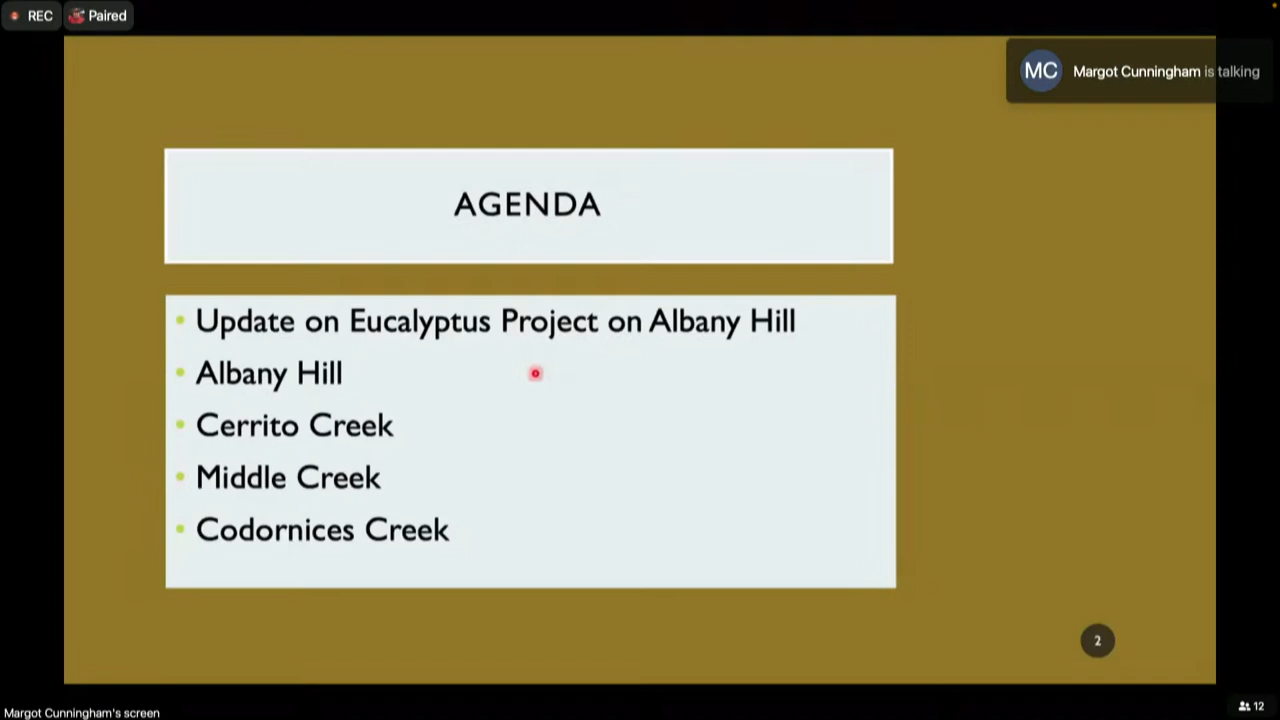 REC Paired
MC Margot Cunningham is talking
AGENDA
• Update on Eucalyptus Project on Albany Hill
• Albany Hill
• Cerrito Creek
• Middle Creek
• Codornices Creek
2
Margot Cunningham's screen
12